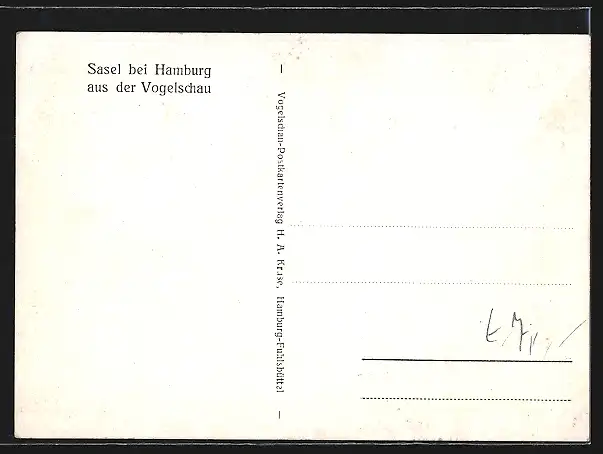 Sasel bei Hamburg
aus der Vogelschau
Vogelschau-Postkartenverlag H. A. Kruse, Hamburg-Fuhlsbüttel